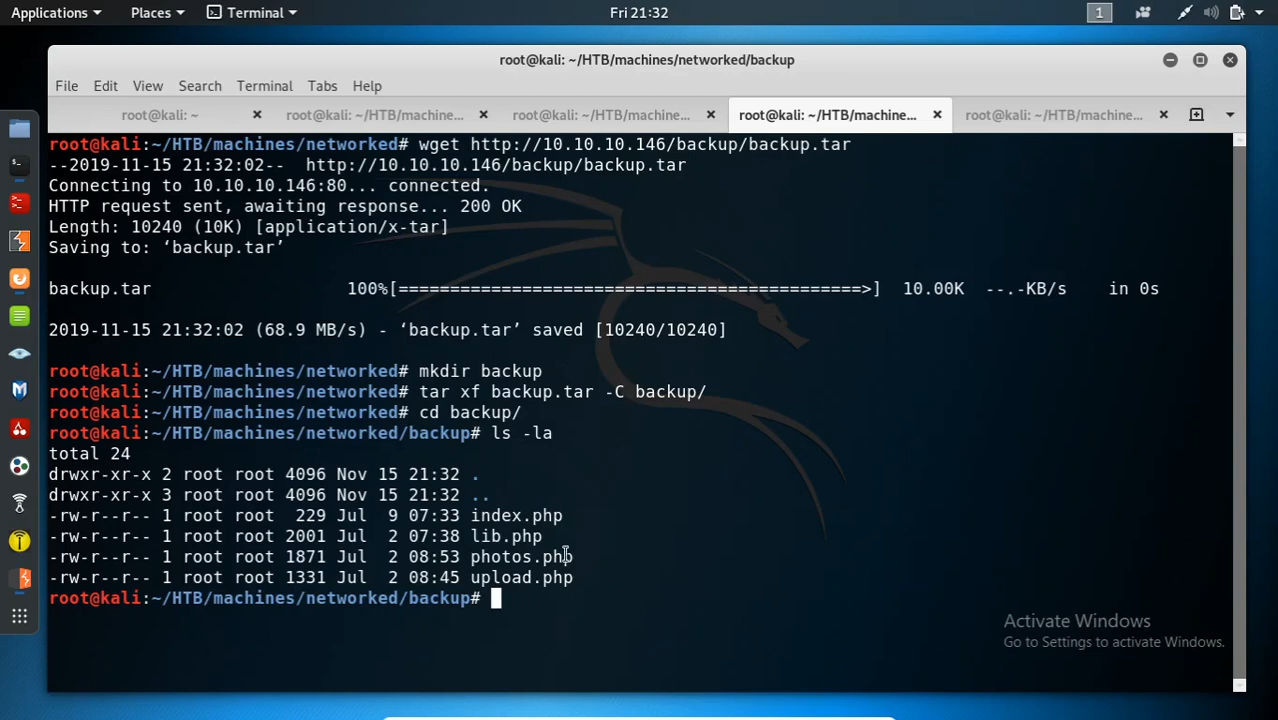 Applications Places Terminal Fri 21:32 1
root@kali: ~/HTB/machines/networked/backup
File Edit View Search Terminal Tabs Help
root@kali: ~ × root@kali: ~/HTB/machine... × root@kali: ~/HTB/machine... × root@kali: ~/HTB/machine... × root@kali: ~/HTB/machine... ×
root@kali:~/HTB/machines/networked# wget http://10.10.10.146/backup/backup.tar
--2019-11-15 21:32:02-- http://10.10.10.146/backup/backup.tar
Connecting to 10.10.10.146:80... connected.
HTTP request sent, awaiting response... 200 OK
Length: 10240 (10K) [application/x-tar]
Saving to: ‘backup.tar’
backup.tar 100%[=============================================>] 10.00K --.-KB/s in 0s
2019-11-15 21:32:02 (68.9 MB/s) - ‘backup.tar’ saved [10240/10240]
root@kali:~/HTB/machines/networked# mkdir backup
root@kali:~/HTB/machines/networked# tar xf backup.tar -C backup/
root@kali:~/HTB/machines/networked# cd backup/
root@kali:~/HTB/machines/networked/backup# ls -la
total 24
drwxr-xr-x 2 root root 4096 Nov 15 21:32 .
drwxr-xr-x 3 root root 4096 Nov 15 21:32 ..
-rw-r--r-- 1 root root 229 Jul 9 07:33 index.php
-rw-r--r-- 1 root root 2001 Jul 2 07:38 lib.php
-rw-r--r-- 1 root root 1871 Jul 2 08:53 photos.php
-rw-r--r-- 1 root root 1331 Jul 2 08:45 upload.php
root@kali:~/HTB/machines/networked/backup#
Activate Windows
Go to Settings to activate Windows.